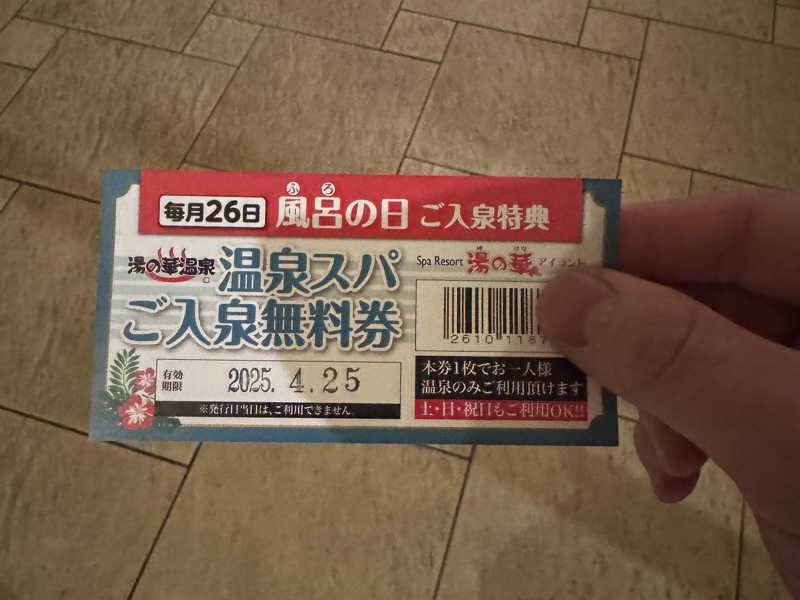 毎月26日 風呂の日 ご入泉特典
ふろ
湯の華温泉 温泉スパ
ご入泉無料券
Spa Resort 湯の華 アイランド
ゆ はな
2610 1187
有効期限 2025. 4.25
※発行日当日は、ご利用できません。
本券1枚でお一人様
温泉のみご利用頂けます
土・日・祝日もご利用OK!!